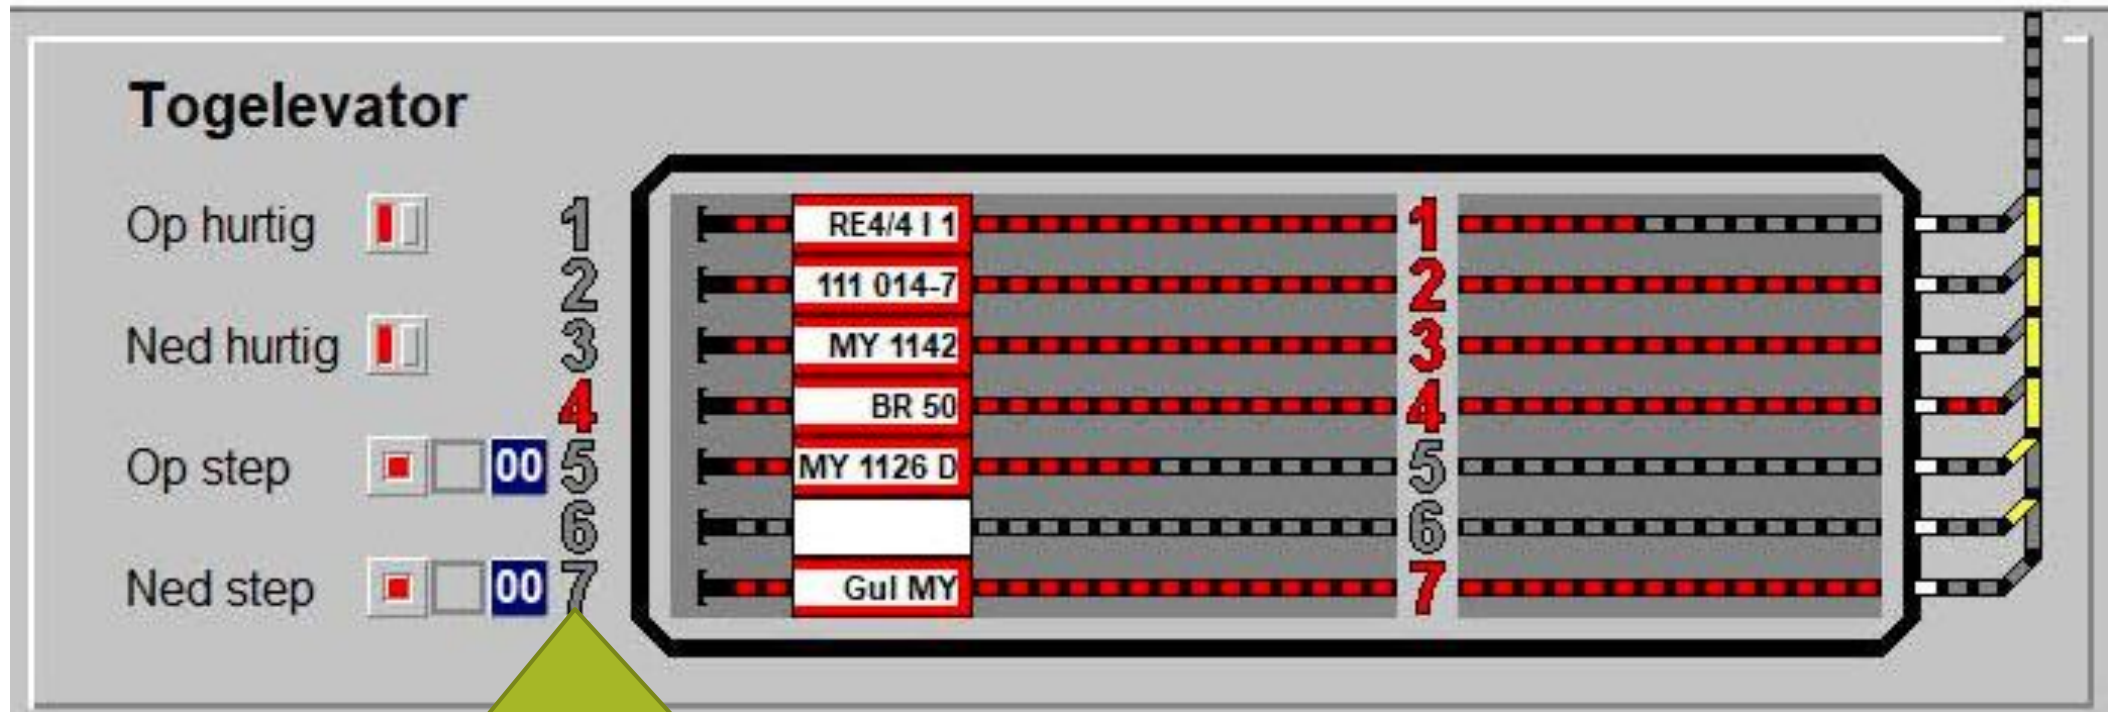 Togelevator
Op hurtig 1 RE4/4 I 1 1
2 111 014-7 2
Ned hurtig 3 MY 1142 3
4 BR 50 4
Op step 00 5 MY 1126 D 5
6 6
Ned step 00 7 Gul MY 7